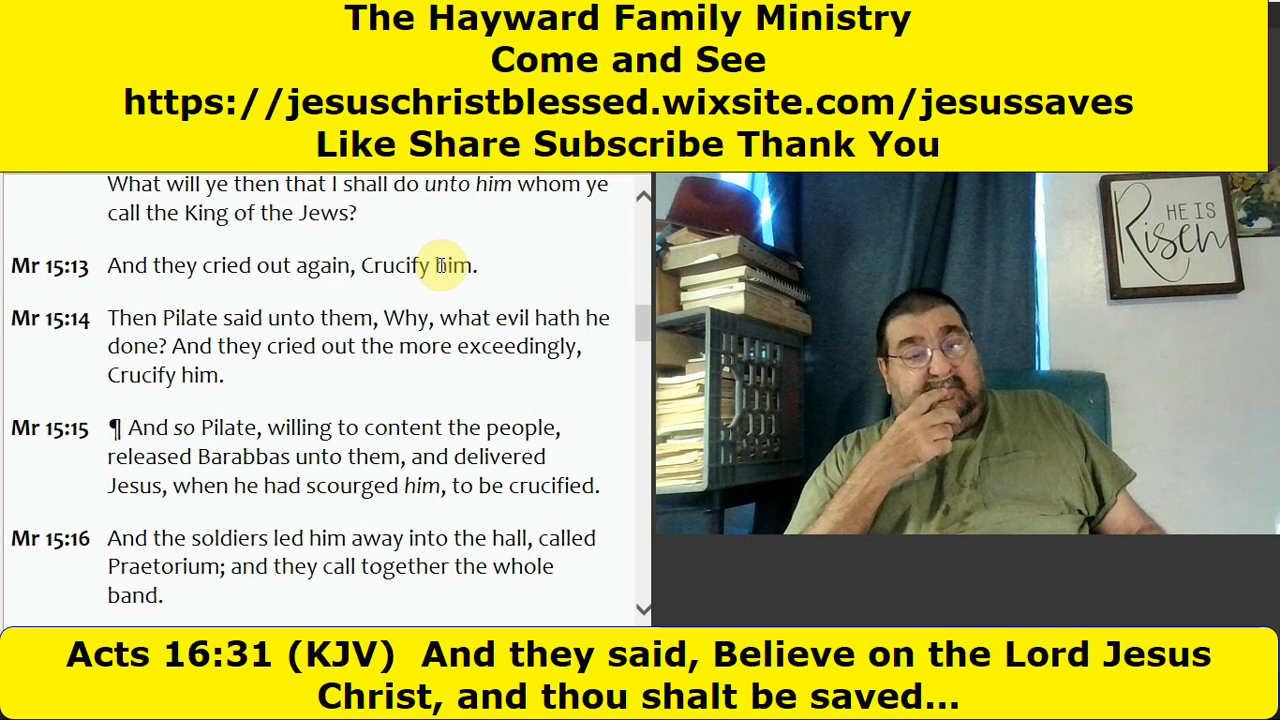 The Hayward Family Ministry
Come and See
https://jesuschristblessed.wixsite.com/jesussaves
Like Share Subscribe Thank You
What will ye then that I shall do unto him whom ye
call the King of the Jews?
Mr 15:13 And they cried out again, Crucify him.
Mr 15:14 Then Pilate said unto them, Why, what evil hath he
done? And they cried out the more exceedingly,
Crucify him.
Mr 15:15 ¶ And so Pilate, willing to content the people,
released Barabbas unto them, and delivered
Jesus, when he had scourged him, to be crucified.
Mr 15:16 And the soldiers led him away into the hall, called
Praetorium; and they call together the whole
band.
HE IS
Risen
Acts 16:31 (KJV) And they said, Believe on the Lord Jesus
Christ, and thou shalt be saved...